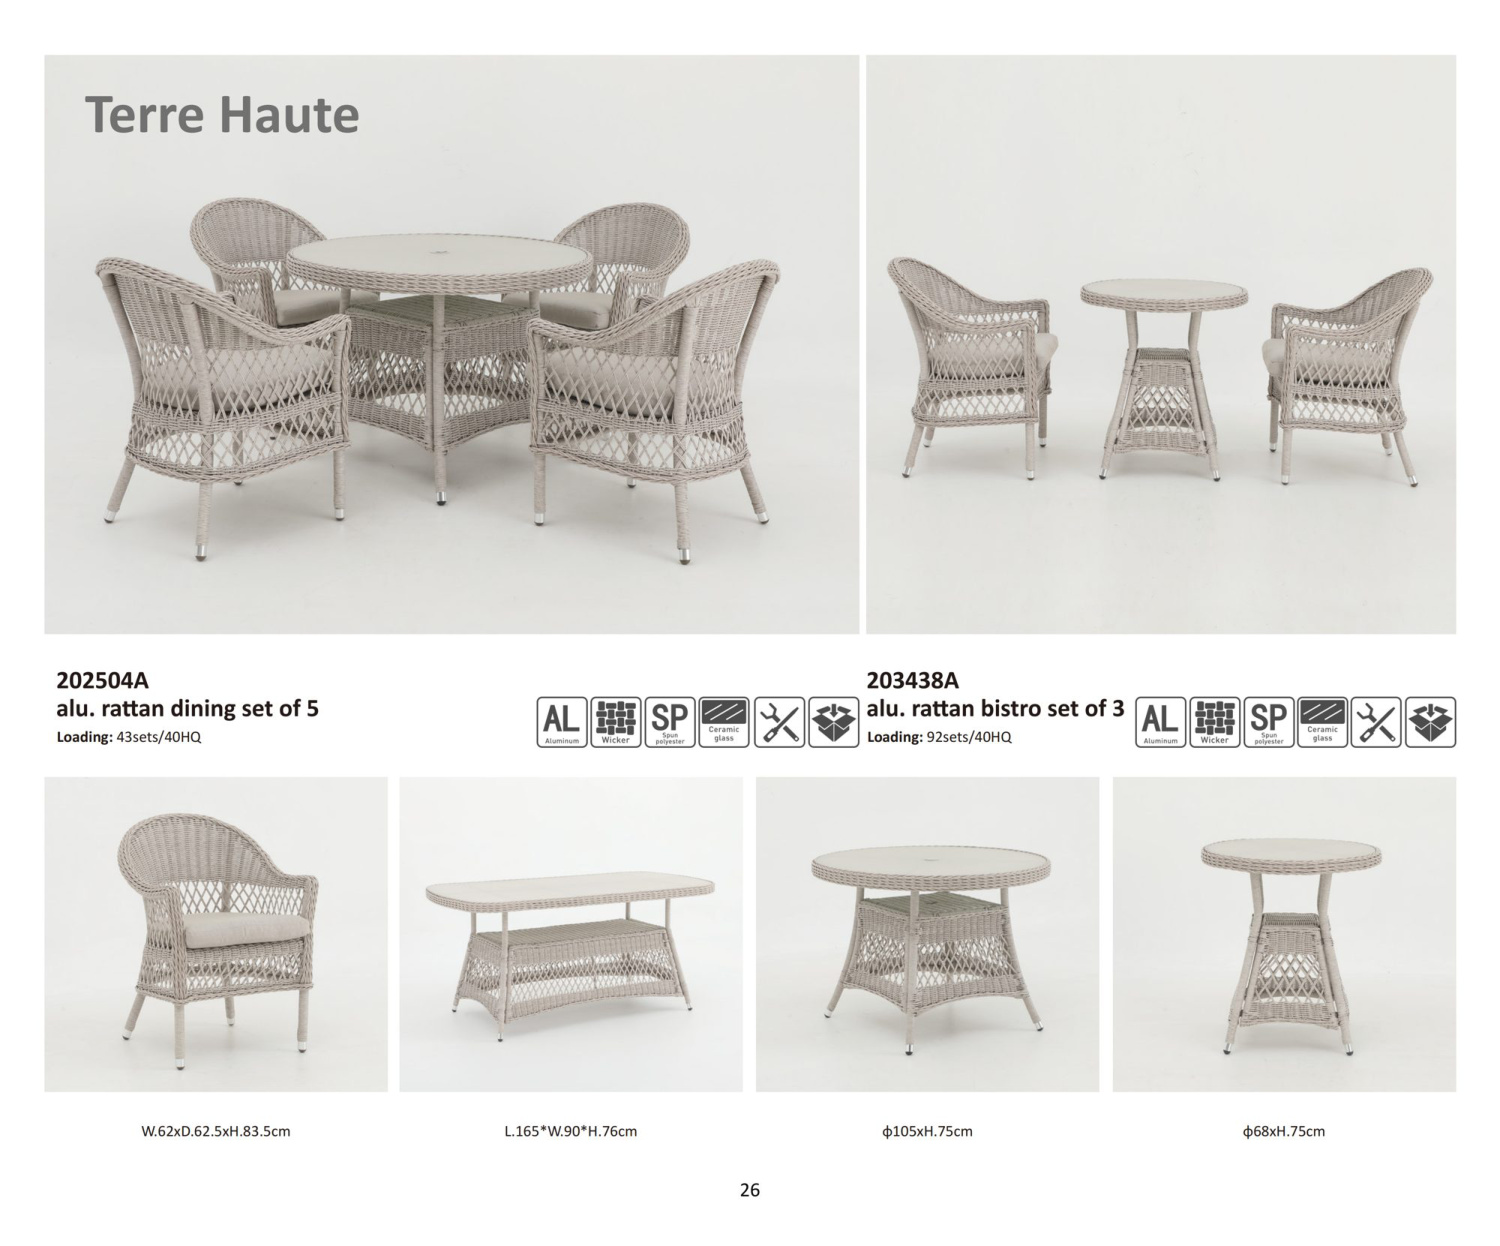 Terre Haute
202504A
alu. rattan dining set of 5
Loading: 43sets/40HQ
AL
Aluminum
Wicker
SP
Spun
polyester
Ceramic
glass
203438A
alu. rattan bistro set of 3
Loading: 92sets/40HQ
AL
Aluminum
Wicker
SP
Spun
polyester
Ceramic
glass
W.62xD.62.5xH.83.5cm
L.165*W.90*H.76cm
ф105xH.75cm
ф68xH.75cm
26